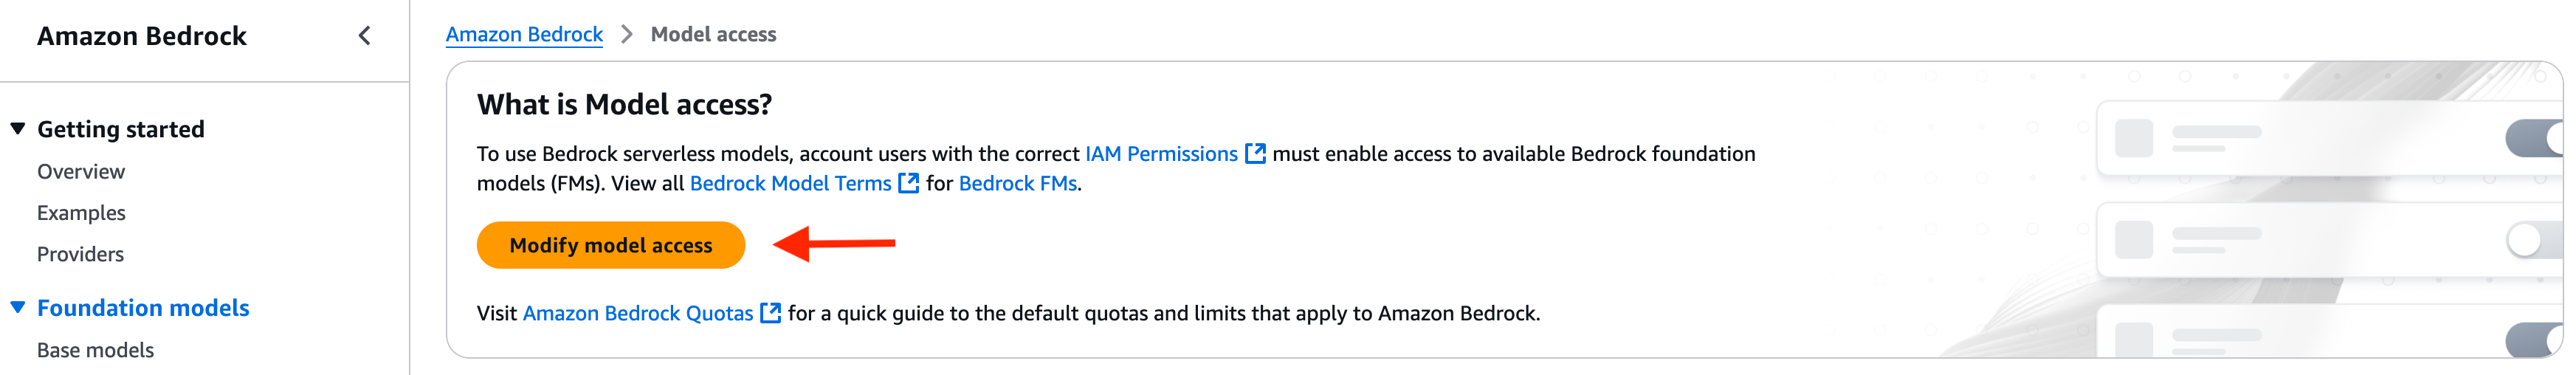 Amazon Bedrock
Getting started
Overview
Examples
Providers
Foundation models
Base models
Amazon Bedrock > Model access
What is Model access?
To use Bedrock serverless models, account users with the correct IAM Permissions must enable access to available Bedrock foundation
models (FMs). View all Bedrock Model Terms for Bedrock FMs.
Modify model access
Visit Amazon Bedrock Quotas for a quick guide to the default quotas and limits that apply to Amazon Bedrock.